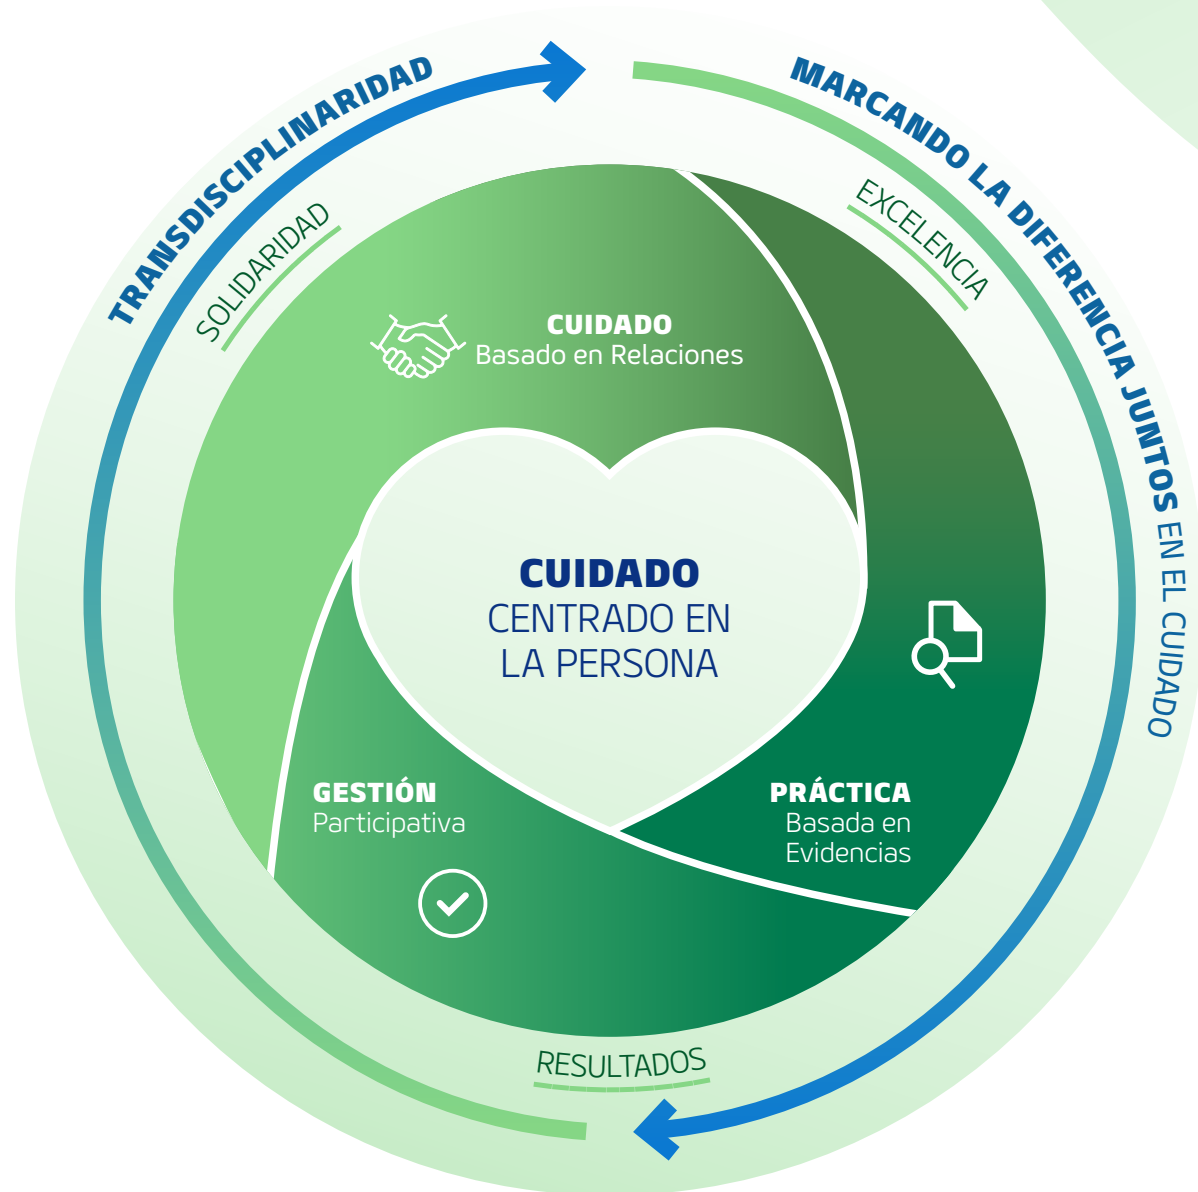 TRANSDISCIPLINARIDAD
MARCANDO LA DIFERENCIA JUNTOS EN EL CUIDADO
SOLIDARIDAD
EXCELENCIA
CUIDADO
Basado en Relaciones
CUIDADO
CENTRADO EN
LA PERSONA
GESTIÓN
Participativa
PRÁCTICA
Basada en
Evidencias
RESULTADOS